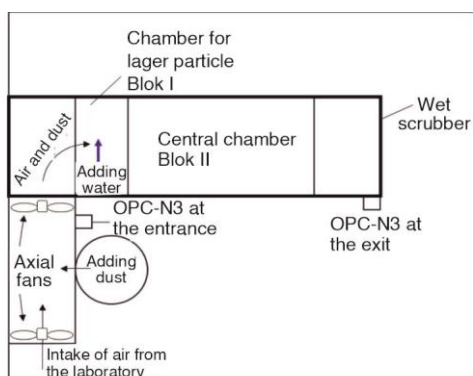 Chamber for
lager particle
Blok I
Wet
scrubber
Air and dust
Adding
water
Central chamber
Blok II
OPC-N3 at
the entrance
OPC-N3 at
the exit
Axial
fans
Adding
dust
Intake of air from
the laboratory